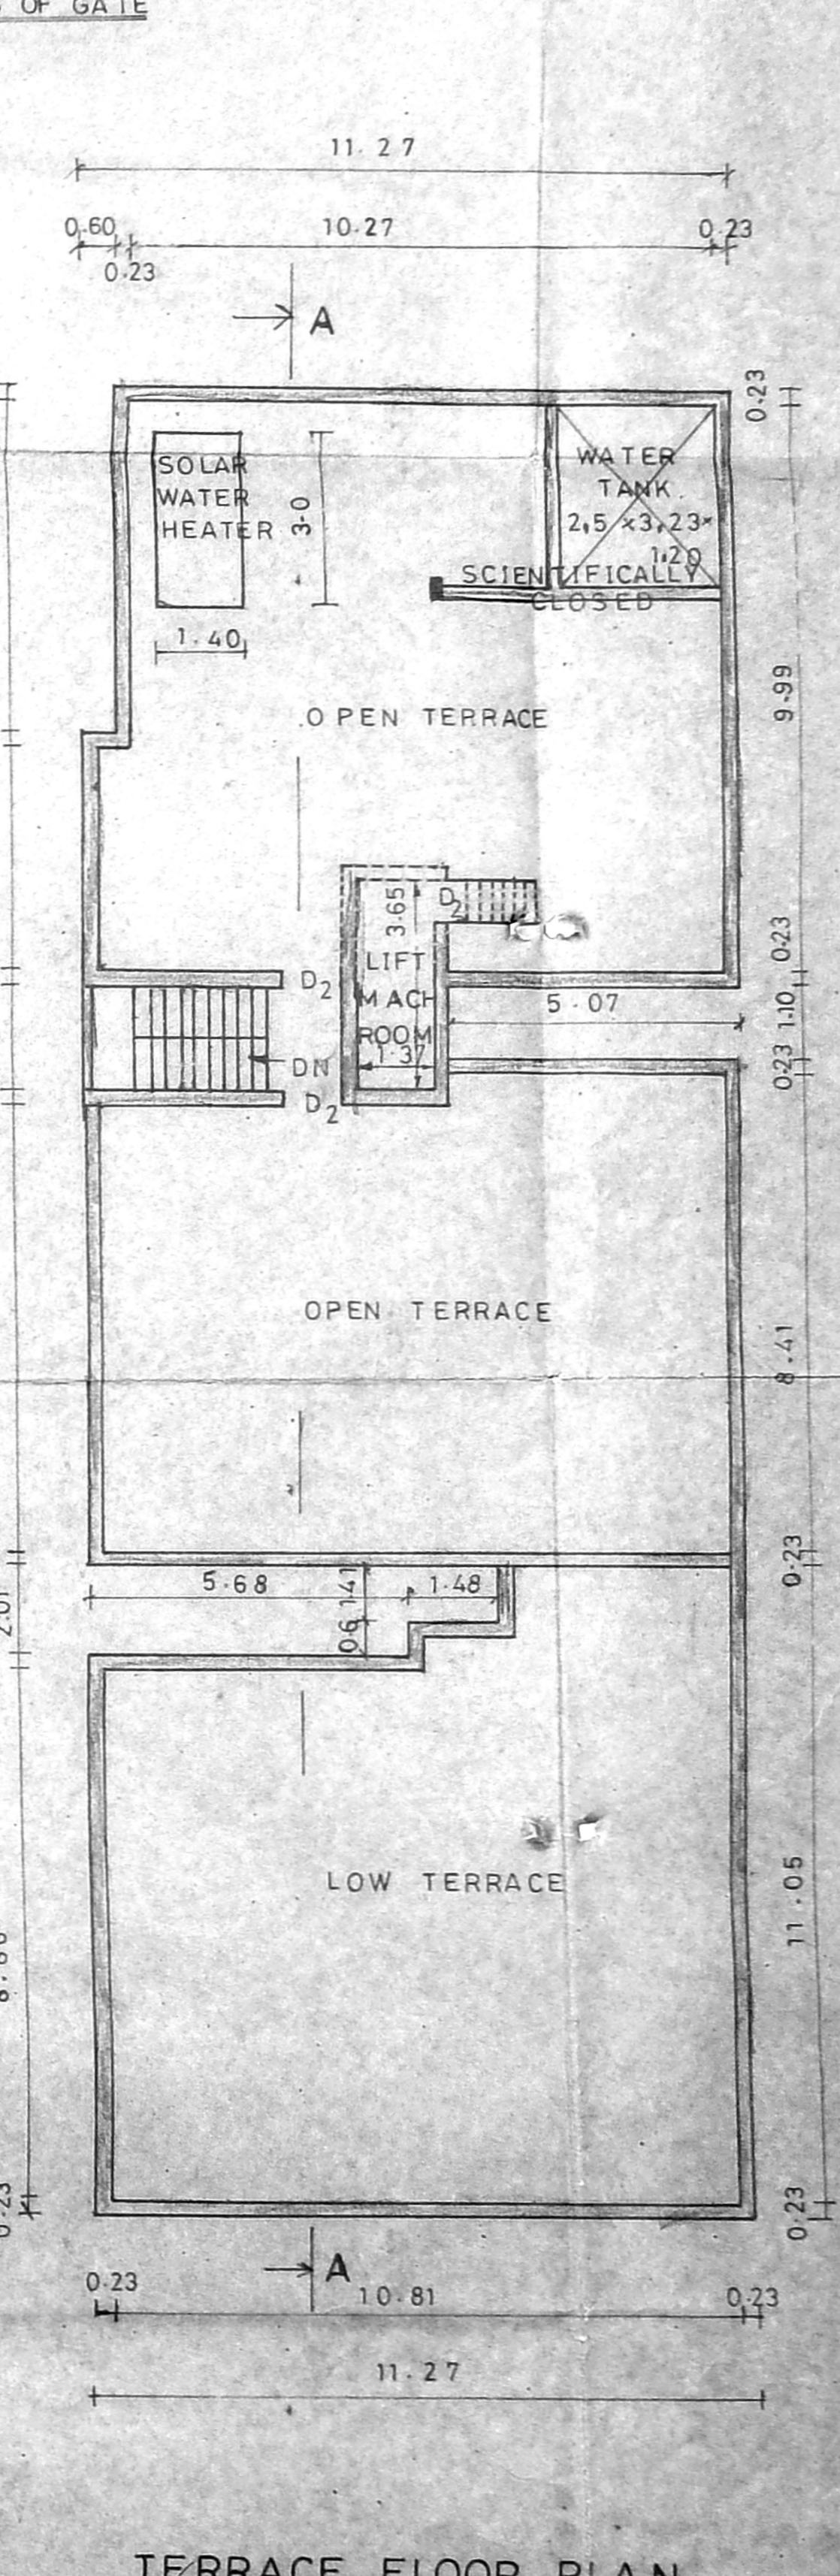 OF GATE
11.27
0.60
10.27
0.23
0.23
A
0.23
SOLAR
WATER
HEATER
3.0
1.40
WATER
TANK
2.5 x3.23x
1.20
SCIENTIFICALLY
CLOSED
9.99
OPEN TERRACE
3.65
D2
LIFT
MACH
ROOM
1.37
D2
DN
D2
0.23
5.07
1.10
0.23
OPEN TERRACE
8.41
0.23
5.68
1.41
1.48
LOW TERRACE
11.05
0.23
A
0.23
10.81
0.23
11.27
TERRACE FLOOR PLAN